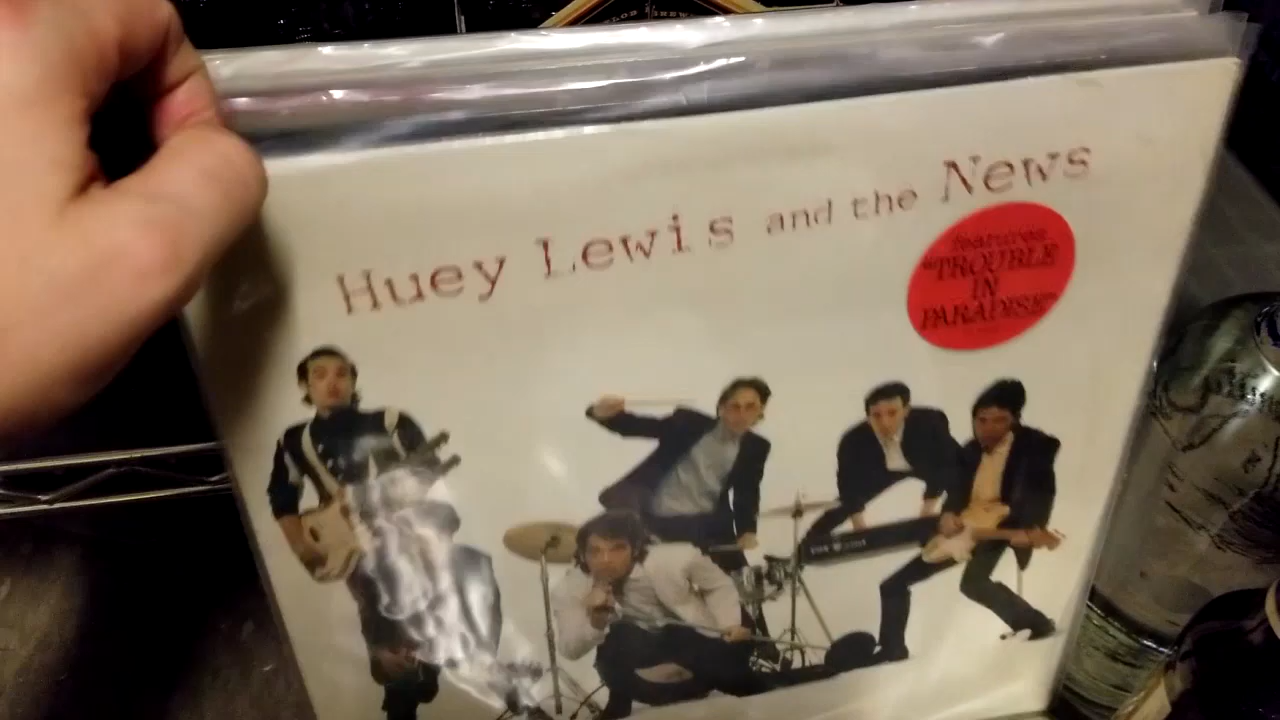 Huey Lewis and the News
features
"TROUBLE
IN
PARADISE"